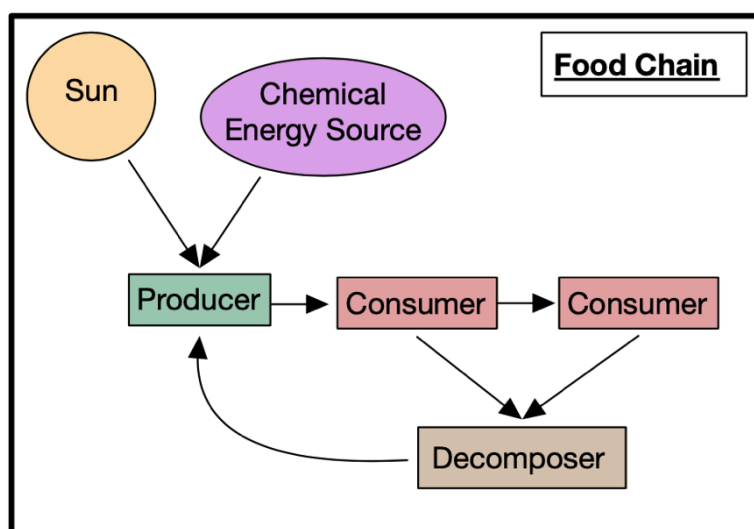 Food Chain
Sun
Chemical
Energy Source
Producer
Consumer
Consumer
Decomposer